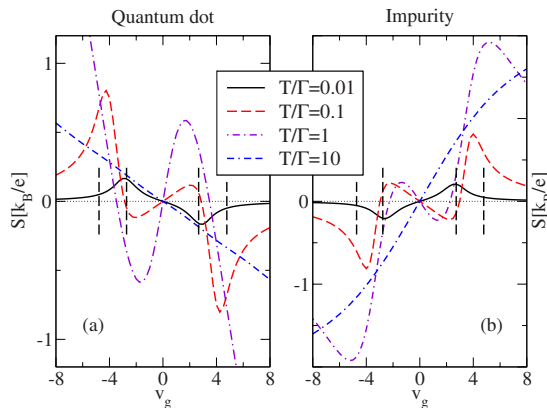 Quantum dot
Impurity
S[k_B/e]
1
0
-1
T/Γ=0.01
T/Γ=0.1
T/Γ=1
T/Γ=10
(a)
-8 -4 0 4 8
v_g
S[k_B/e]
1
0
-1
(b)
-8 -4 0 4 8
v_g